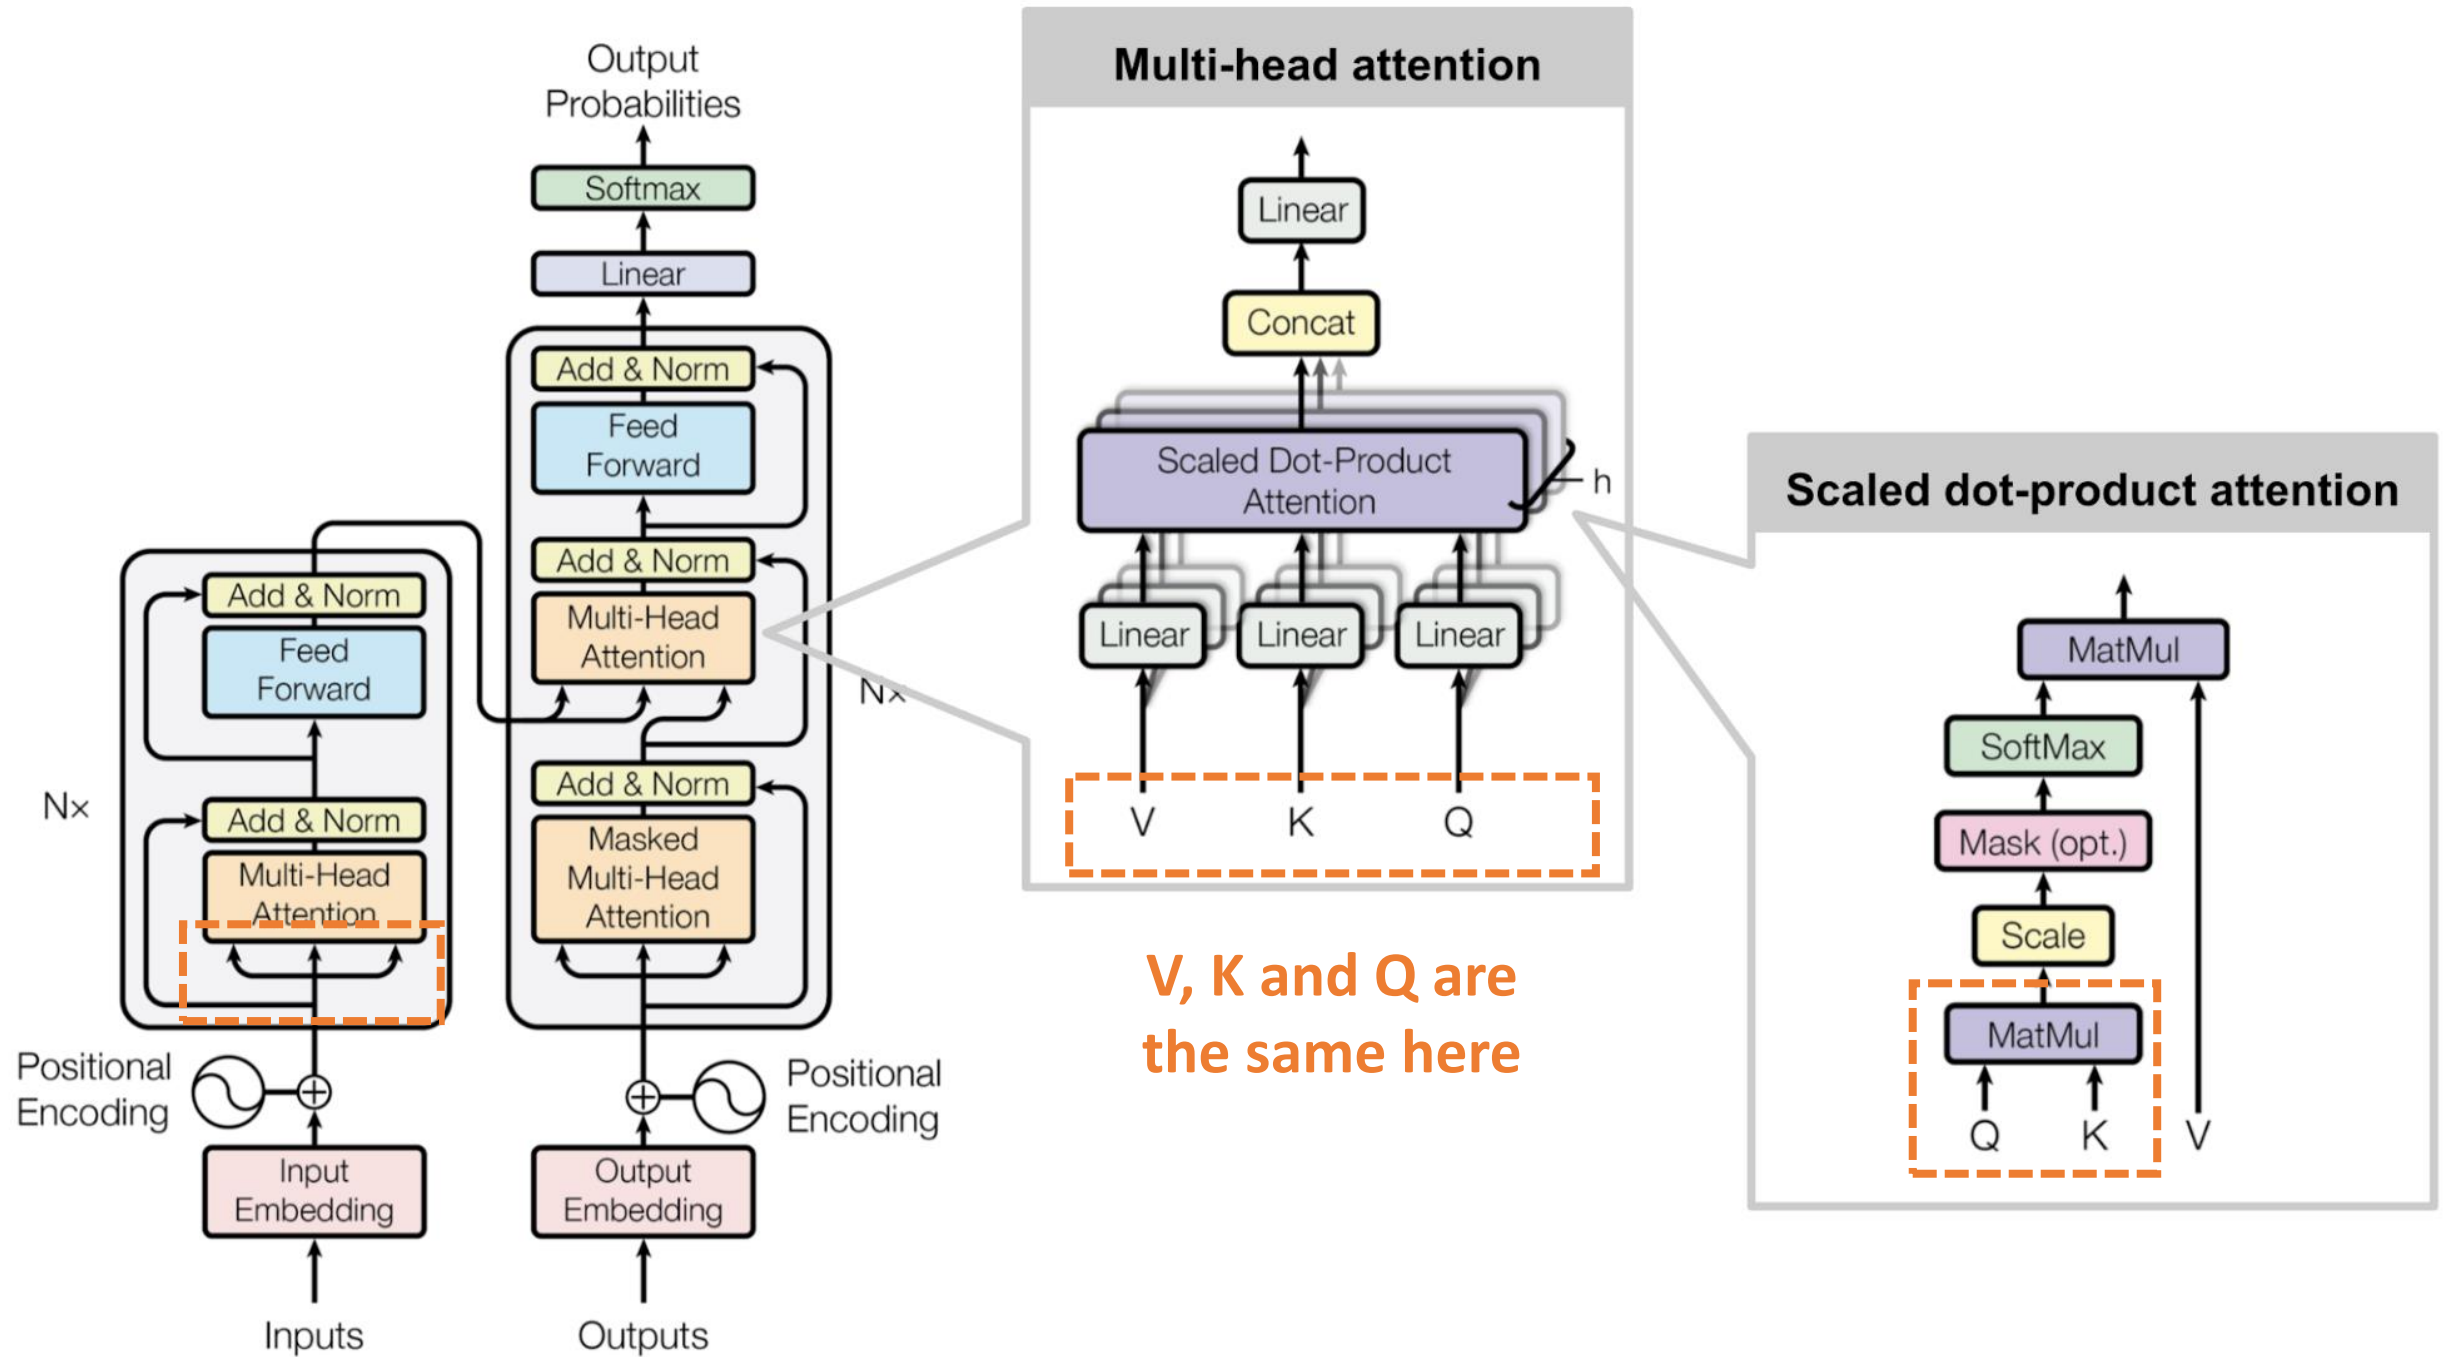 Output
Probabilities
Softmax
Linear
Add & Norm
Feed
Forward
Add & Norm
Multi-Head
Attention
N×
Add & Norm
Masked
Multi-Head
Attention
Positional
Encoding
Output
Embedding
Outputs
Add & Norm
Feed
Forward
N×
Add & Norm
Multi-Head
Attention
Positional
Encoding
Input
Embedding
Inputs
Multi-head attention
Linear
Concat
Scaled Dot-Product
Attention
h
Linear Linear Linear
V K Q
V, K and Q are
the same here
Scaled dot-product attention
MatMul
SoftMax
Mask (opt.)
Scale
MatMul
Q K V